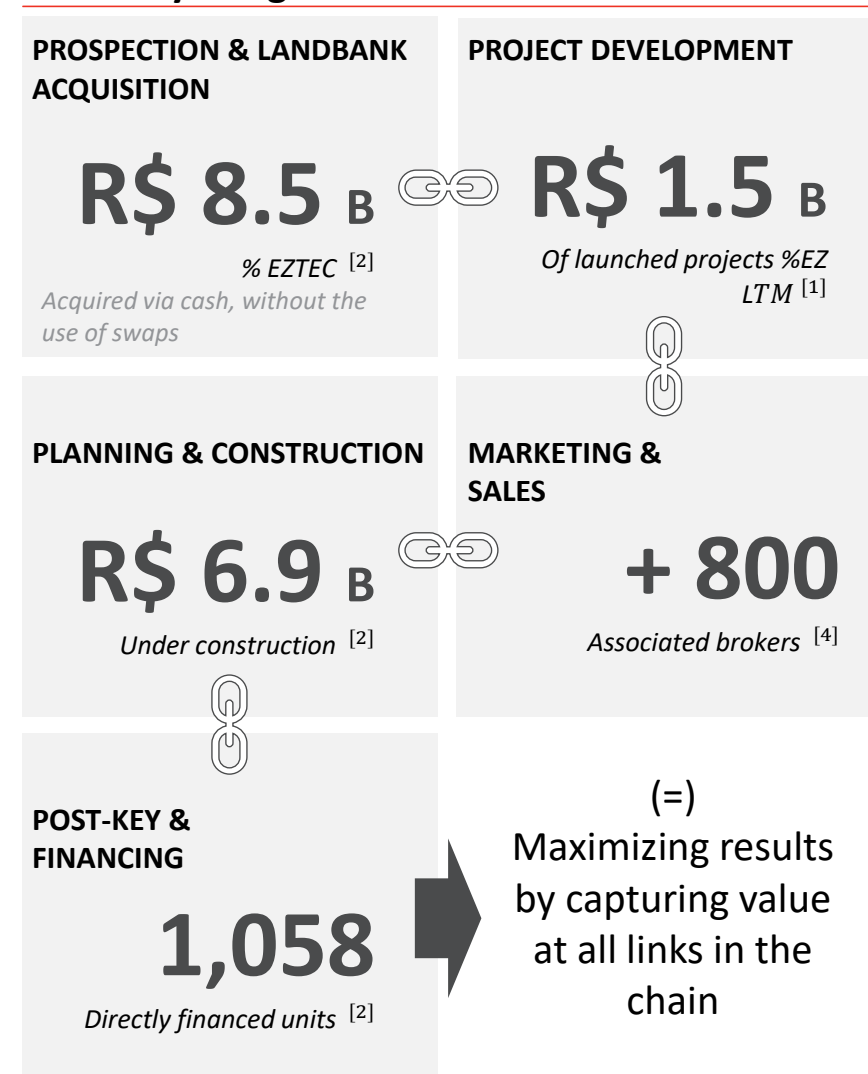 PROSPECTION & LANDBANK
ACQUISITION
R$ 8.5 B
% EZTEC [2]
Acquired via cash, without the
use of swaps
PROJECT DEVELOPMENT
R$ 1.5 B
Of launched projects %EZ
LTM [1]
PLANNING & CONSTRUCTION
R$ 6.9 B
Under construction [2]
MARKETING &
SALES
+ 800
Associated brokers [4]
POST-KEY &
FINANCING
1,058
Directly financed units [2]
(=)
Maximizing results
by capturing value
at all links in the
chain